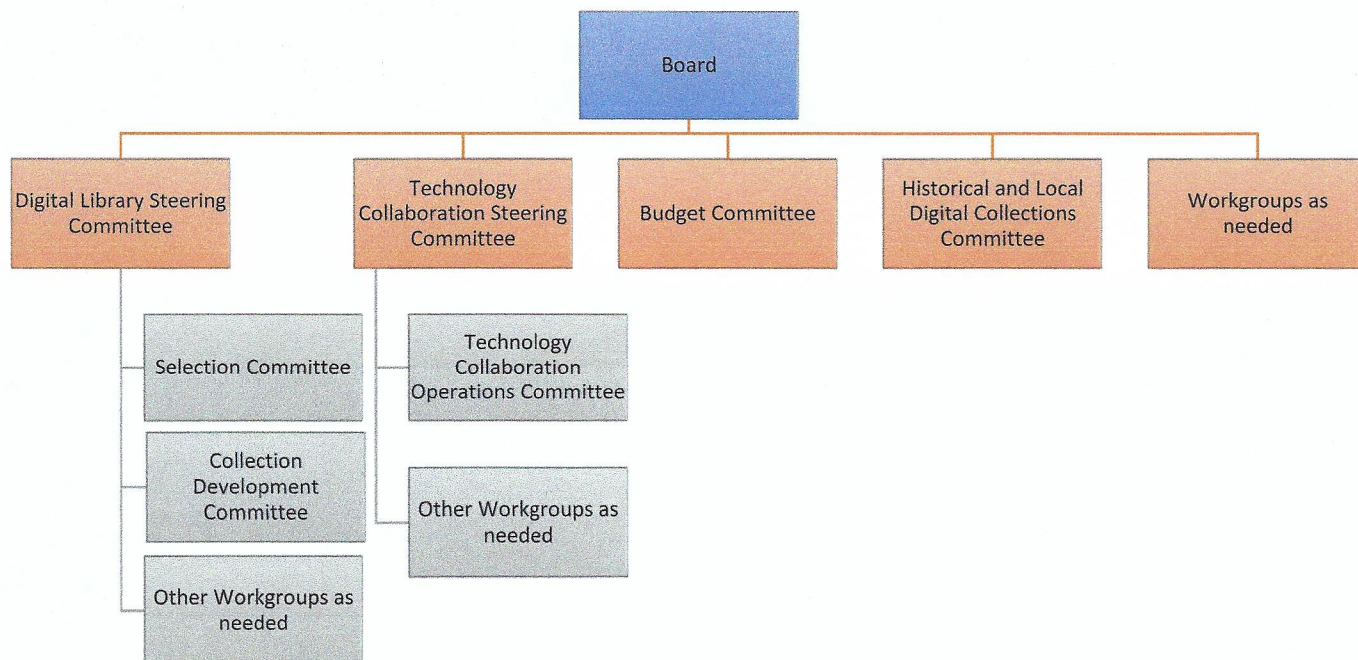 Board
Digital Library Steering
Committee
Technology
Collaboration Steering
Committee
Budget Committee
Historical and Local
Digital Collections
Committee
Workgroups as
needed
Selection Committee
Collection
Development
Committee
Other Workgroups as
needed
Technology
Collaboration
Operations Committee
Other Workgroups as
needed